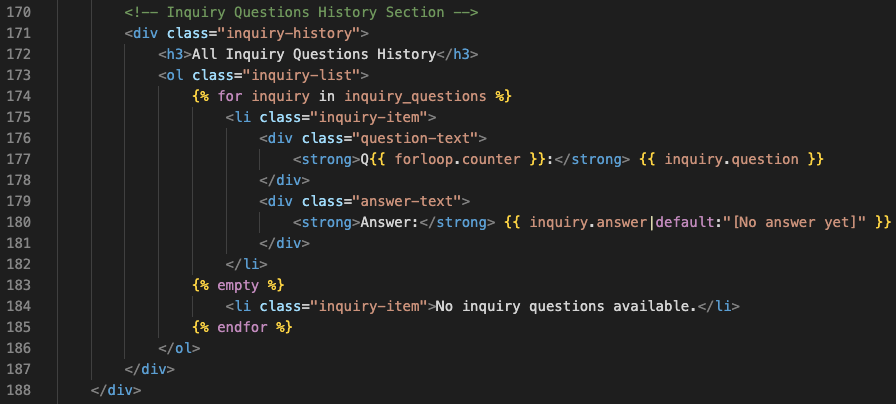 170 <!-- Inquiry Questions History Section -->
171 <div class="inquiry-history">
172 <h3>All Inquiry Questions History</h3>
173 <ol class="inquiry-list">
174 {% for inquiry in inquiry_questions %}
175 <li class="inquiry-item">
176 <div class="question-text">
177 <strong>Q{{ forloop.counter }}:</strong> {{ inquiry.question }}
178 </div>
179 <div class="answer-text">
180 <strong>Answer:</strong> {{ inquiry.answer|default:"[No answer yet]" }}
181 </div>
182 </li>
183 {% empty %}
184 <li class="inquiry-item">No inquiry questions available.</li>
185 {% endfor %}
186 </ol>
187 </div>
188 </div>